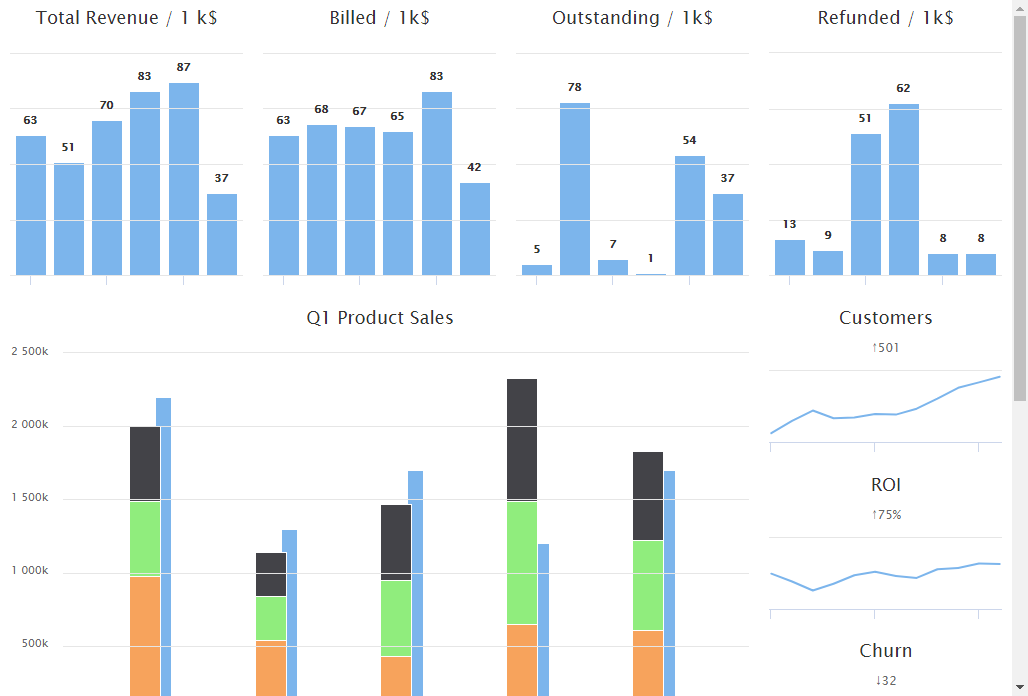 Total Revenue / 1 k$
63
51
70
83
87
37
Billed / 1k$
63
68
67
65
83
42
Outstanding / 1k$
5
78
7
1
54
37
Refunded / 1k$
13
9
51
62
8
8
Q1 Product Sales
2 500k
2 000k
1 500k
1 000k
500k
Customers
↑501
ROI
↑75%
Churn
↓32